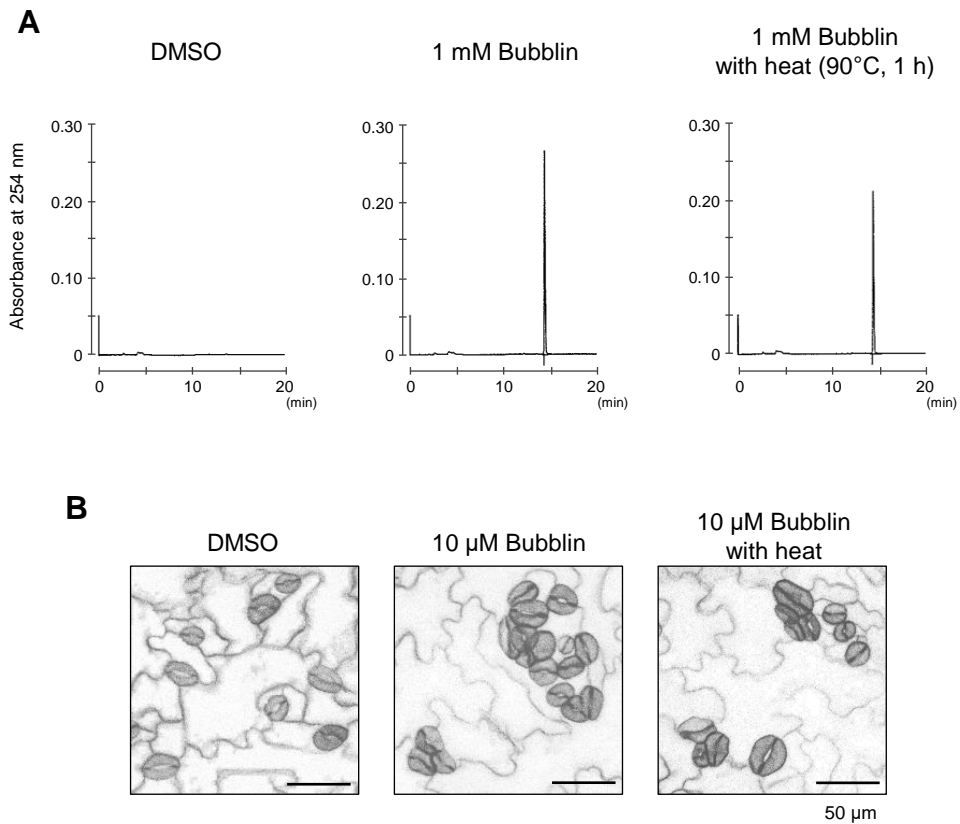 A
DMSO
1 mM Bubblin
1 mM Bubblin
with heat (90°C, 1 h)
Absorbance at 254 nm
0.30
0.20
0.10
0
0
10
20
(min)
0.30
0.20
0.10
0
0
10
20
(min)
0.30
0.20
0.10
0
0
10
20
(min)
B
DMSO
10 µM Bubblin
10 µM Bubblin
with heat
50 µm